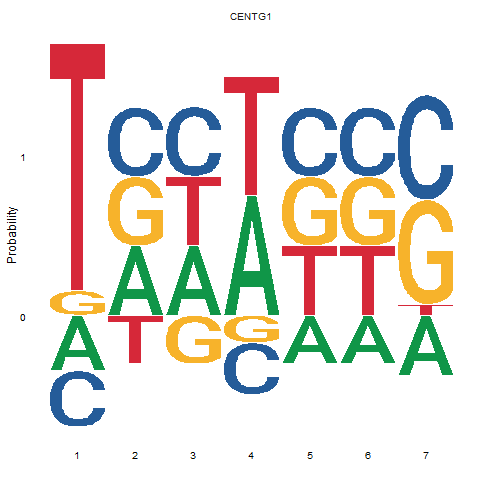 CENTG1
Probability
1
0
T C C T C C C
G G T A G G G
A A A G T T T
C T G C A A A
1 2 3 4 5 6 7